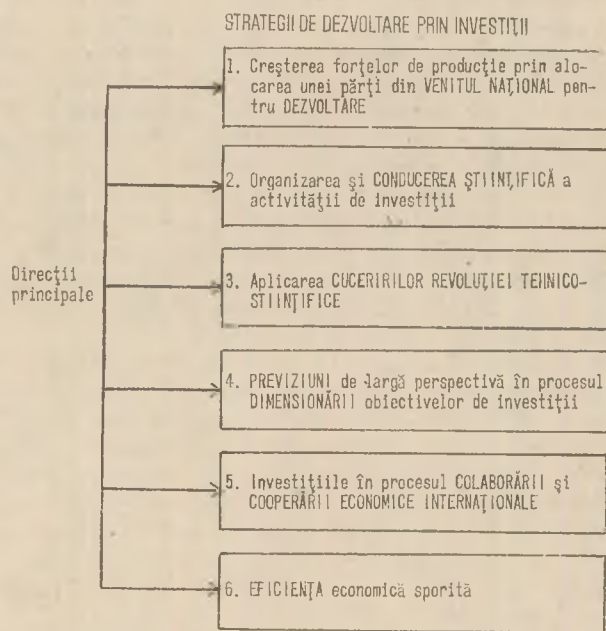 STRATEGII DE DEZVOLTARE PRIN INVESTIŢII
1. Creşterea forţelor de producţie prin alo-
carea unei părţi din VENITUL NAŢIONAL pen-
tru DEZVOLTARE
2. Organizarea şi CONDUCEREA ŞTIINŢIFICĂ a
activităţii de investiţii
Direcţii
principale
3. Aplicarea CUCERIRILOR REVOLUŢIEI TEHNICO-
STIINŢIFICE
4. PREVIZIUNI de largă perspectivă în procesul
DIMENSIONĂRII obiectivelor de investiţii
5. Investiţiile în procesul COLABORĂRII şi
COOPERĂRII ECONOMICE INTERNAŢIONALE
6. EFICIENŢA economică sporită